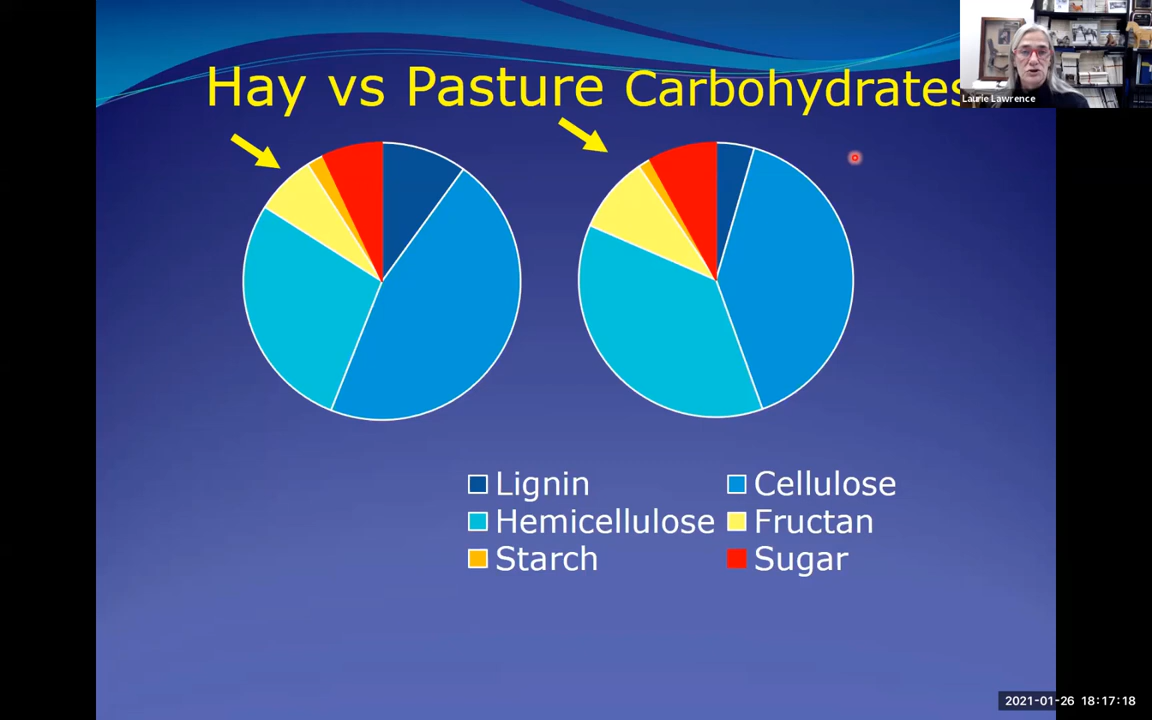 Hay vs Pasture Carbohydrates
Laurie Lawrence
Lignin
Cellulose
Hemicellulose
Fructan
Starch
Sugar
2021-01-26 18:17:18